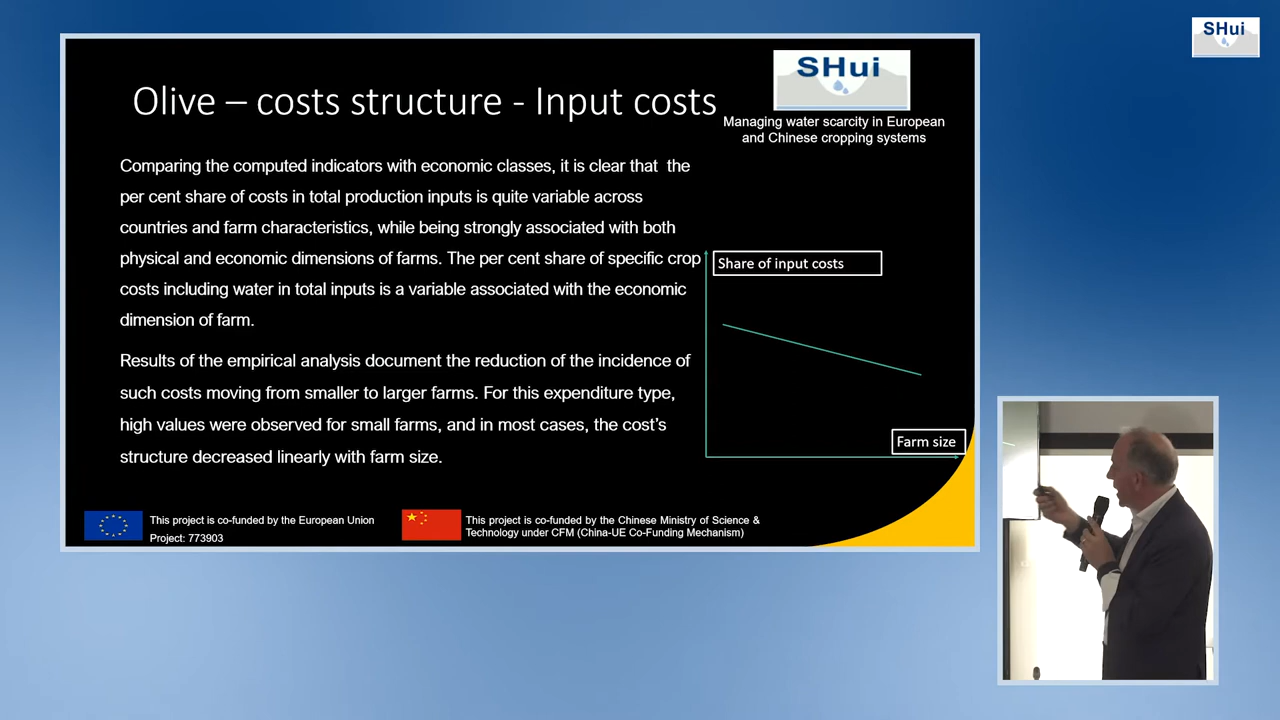 SHui
SHui
Olive – costs structure - Input costs
Managing water scarcity in European
and Chinese cropping systems
Comparing the computed indicators with economic classes, it is clear that the
per cent share of costs in total production inputs is quite variable across
countries and farm characteristics, while being strongly associated with both
physical and economic dimensions of farms. The per cent share of specific crop
costs including water in total inputs is a variable associated with the economic
dimension of farm.
Results of the empirical analysis document the reduction of the incidence of
such costs moving from smaller to larger farms. For this expenditure type,
high values were observed for small farms, and in most cases, the cost's
structure decreased linearly with farm size.
Share of input costs
Farm size
This project is co-funded by the European Union
Project: 773903
This project is co-funded by the Chinese Ministry of Science &
Technology under CFM (China-UE Co-Funding Mechanism)